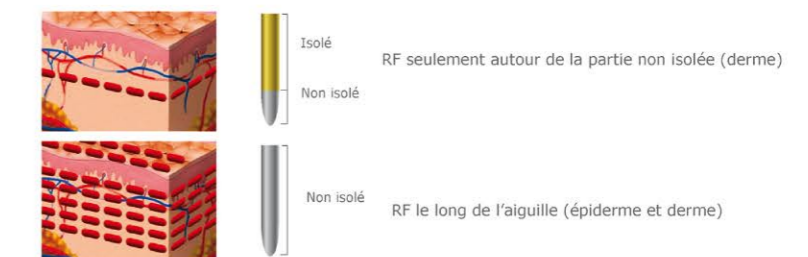 Isolé
RF seulement autour de la partie non isolée (derme)
Non isolé
Non isolé
RF le long de l’aiguille (épiderme et derme)